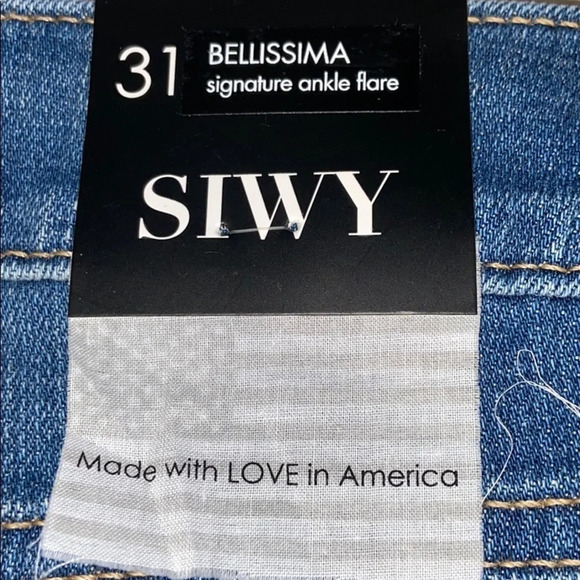 31 BELLISSIMA
signature ankle flare
SIWY
Made with LOVE in America